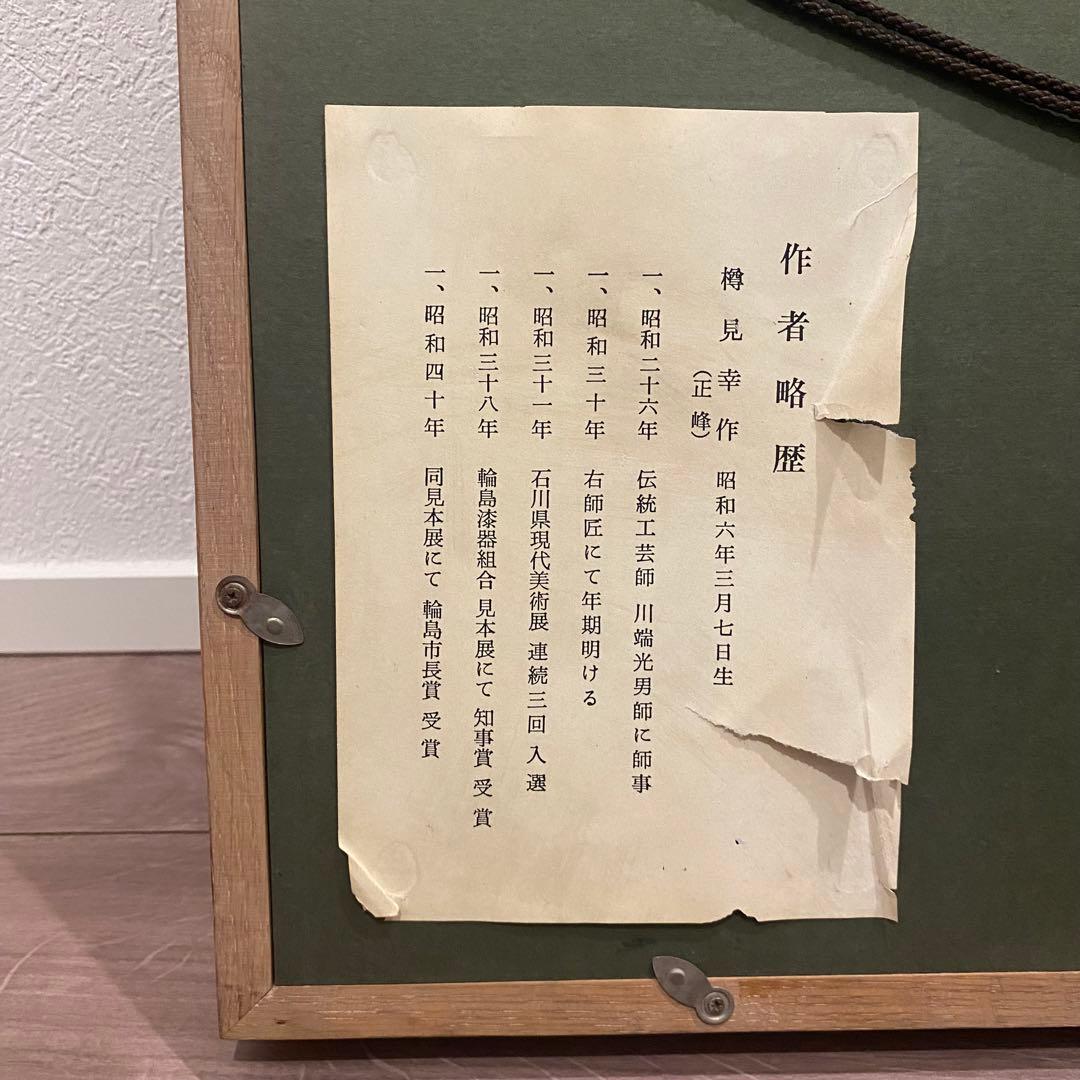 作者略歴
樽見幸作 昭和六年三月七日生
(正峰)
一、昭和二十六年 伝統工芸師 川端光男師に師事
一、昭和三十年 右師匠にて年期明ける
一、昭和三十一年 石川県現代美術展 連続三回入選
一、昭和三十八年 輪島漆器組合見本展にて 知事賞受賞
一、昭和四十年 同見本展にて 輪島市長賞受賞